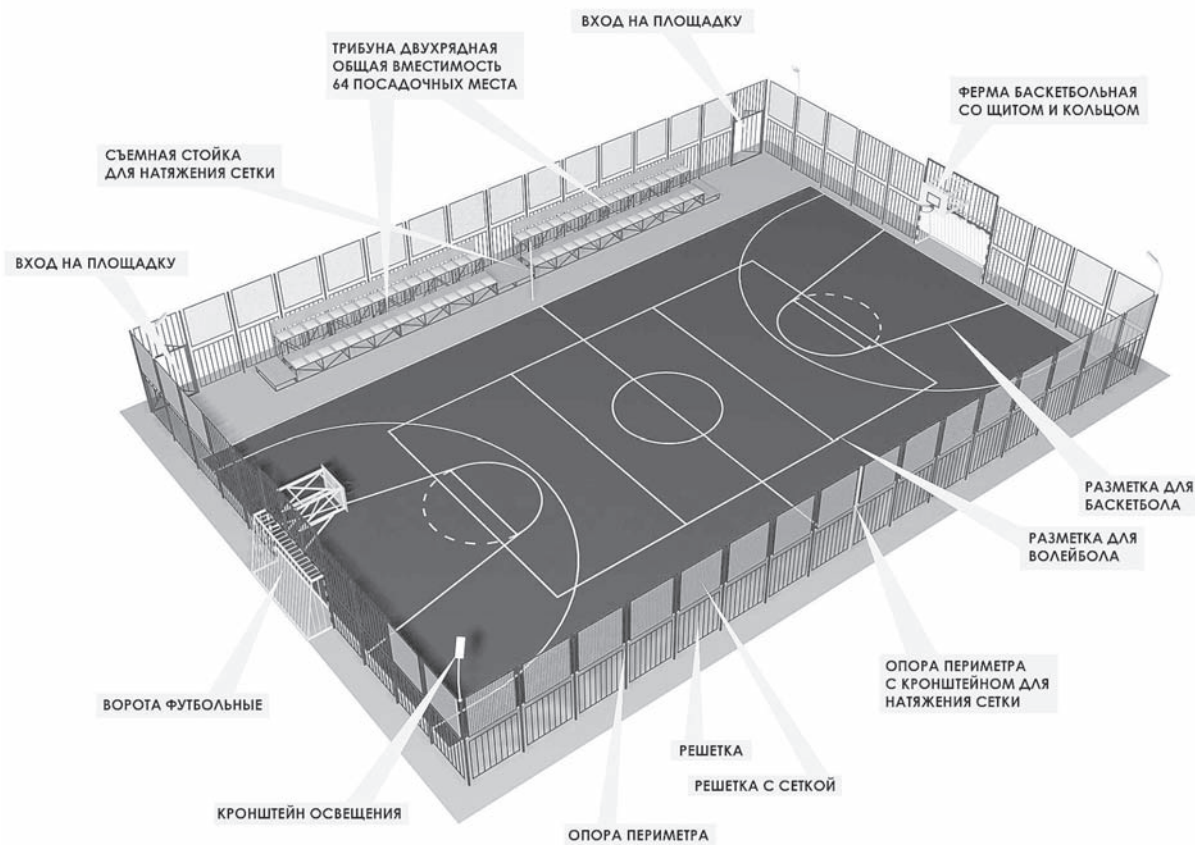 ВХОД НА ПЛОЩАДКУ
ТРИБУНА ДВУХРЯДНАЯ
ОБЩАЯ ВМЕСТИМОСТЬ
64 ПОСАДОЧНЫХ МЕСТА
ФЕРМА БАСКЕТБОЛЬНАЯ
СО ЩИТОМ И КОЛЬЦОМ
СЪЕМНАЯ СТОЙКА
ДЛЯ НАТЯЖЕНИЯ СЕТКИ
ВХОД НА ПЛОЩАДКУ
РАЗМЕТКА ДЛЯ
БАСКЕТБОЛА
РАЗМЕТКА ДЛЯ
ВОЛЕЙБОЛА
ОПОРА ПЕРИМЕТРА
С КРОНШТЕЙНОМ ДЛЯ
НАТЯЖЕНИЯ СЕТКИ
ВОРОТА ФУТБОЛЬНЫЕ
РЕШЕТКА
РЕШЕТКА С СЕТКОЙ
КРОНШТЕЙН ОСВЕЩЕНИЯ
ОПОРА ПЕРИМЕТРА